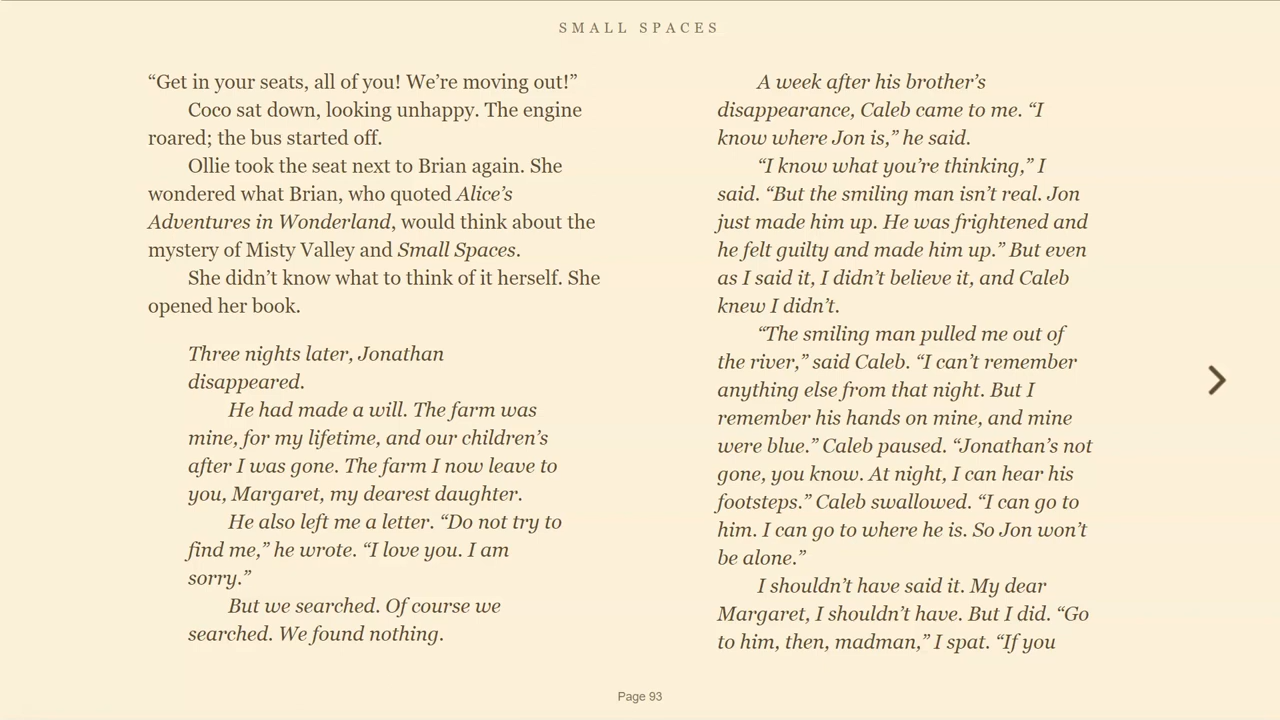 SMALL SPACES
“Get in your seats, all of you! We’re moving out!”
Coco sat down, looking unhappy. The engine
roared; the bus started off.
Ollie took the seat next to Brian again. She
wondered what Brian, who quoted Alice’s
Adventures in Wonderland, would think about the
mystery of Misty Valley and Small Spaces.
She didn’t know what to think of it herself. She
opened her book.
Three nights later, Jonathan
disappeared.
He had made a will. The farm was
mine, for my lifetime, and our children’s
after I was gone. The farm I now leave to
you, Margaret, my dearest daughter.
He also left me a letter. “Do not try to
find me,” he wrote. “I love you. I am
sorry.”
But we searched. Of course we
searched. We found nothing.
A week after his brother’s
disappearance, Caleb came to me. “I
know where Jon is,” he said.
“I know what you’re thinking,” I
said. “But the smiling man isn’t real. Jon
just made him up. He was frightened and
he felt guilty and made him up.” But even
as I said it, I didn’t believe it, and Caleb
knew I didn’t.
“The smiling man pulled me out of
the river,” said Caleb. “I can’t remember
anything else from that night. But I
remember his hands on mine, and mine
were blue.” Caleb paused. “Jonathan’s not
gone, you know. At night, I can hear his
footsteps.” Caleb swallowed. “I can go to
him. I can go to where he is. So Jon won’t
be alone.”
I shouldn’t have said it. My dear
Margaret, I shouldn’t have. But I did. “Go
to him, then, madman,” I spat. “If you
Page 93